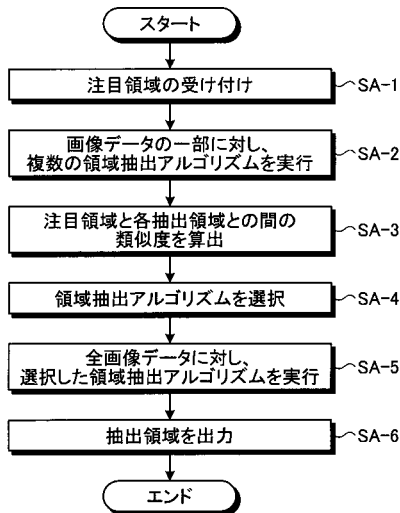 スタート
注目領域の受け付け
SA-1
画像データの一部に対し、
複数の領域抽出アルゴリズムを実行
SA-2
注目領域と各抽出領域との間の
類似度を算出
SA-3
領域抽出アルゴリズムを選択
SA-4
全画像データに対し、
選択した領域抽出アルゴリズムを実行
SA-5
抽出領域を出力
SA-6
エンド